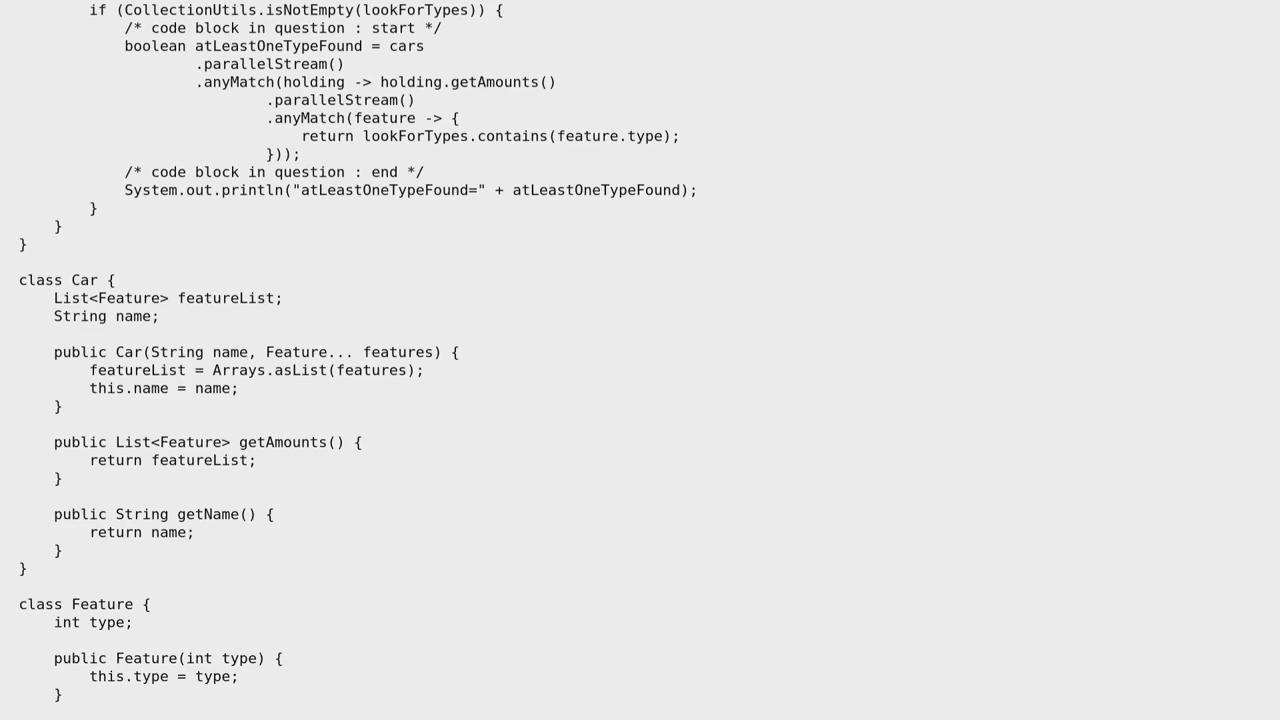 if (CollectionUtils.isNotEmpty(lookForTypes)) {
            /* code block in question : start */
            boolean atLeastOneTypeFound = cars
                    .parallelStream()
                    .anyMatch(holding -> holding.getAmounts()
                            .parallelStream()
                            .anyMatch(feature -> {
                                return lookForTypes.contains(feature.type);
                            }));
            /* code block in question : end */
            System.out.println("atLeastOneTypeFound=" + atLeastOneTypeFound);
        }
    }
}

class Car {
    List<Feature> featureList;
    String name;

    public Car(String name, Feature... features) {
        featureList = Arrays.asList(features);
        this.name = name;
    }

    public List<Feature> getAmounts() {
        return featureList;
    }

    public String getName() {
        return name;
    }
}

class Feature {
    int type;

    public Feature(int type) {
        this.type = type;
    }